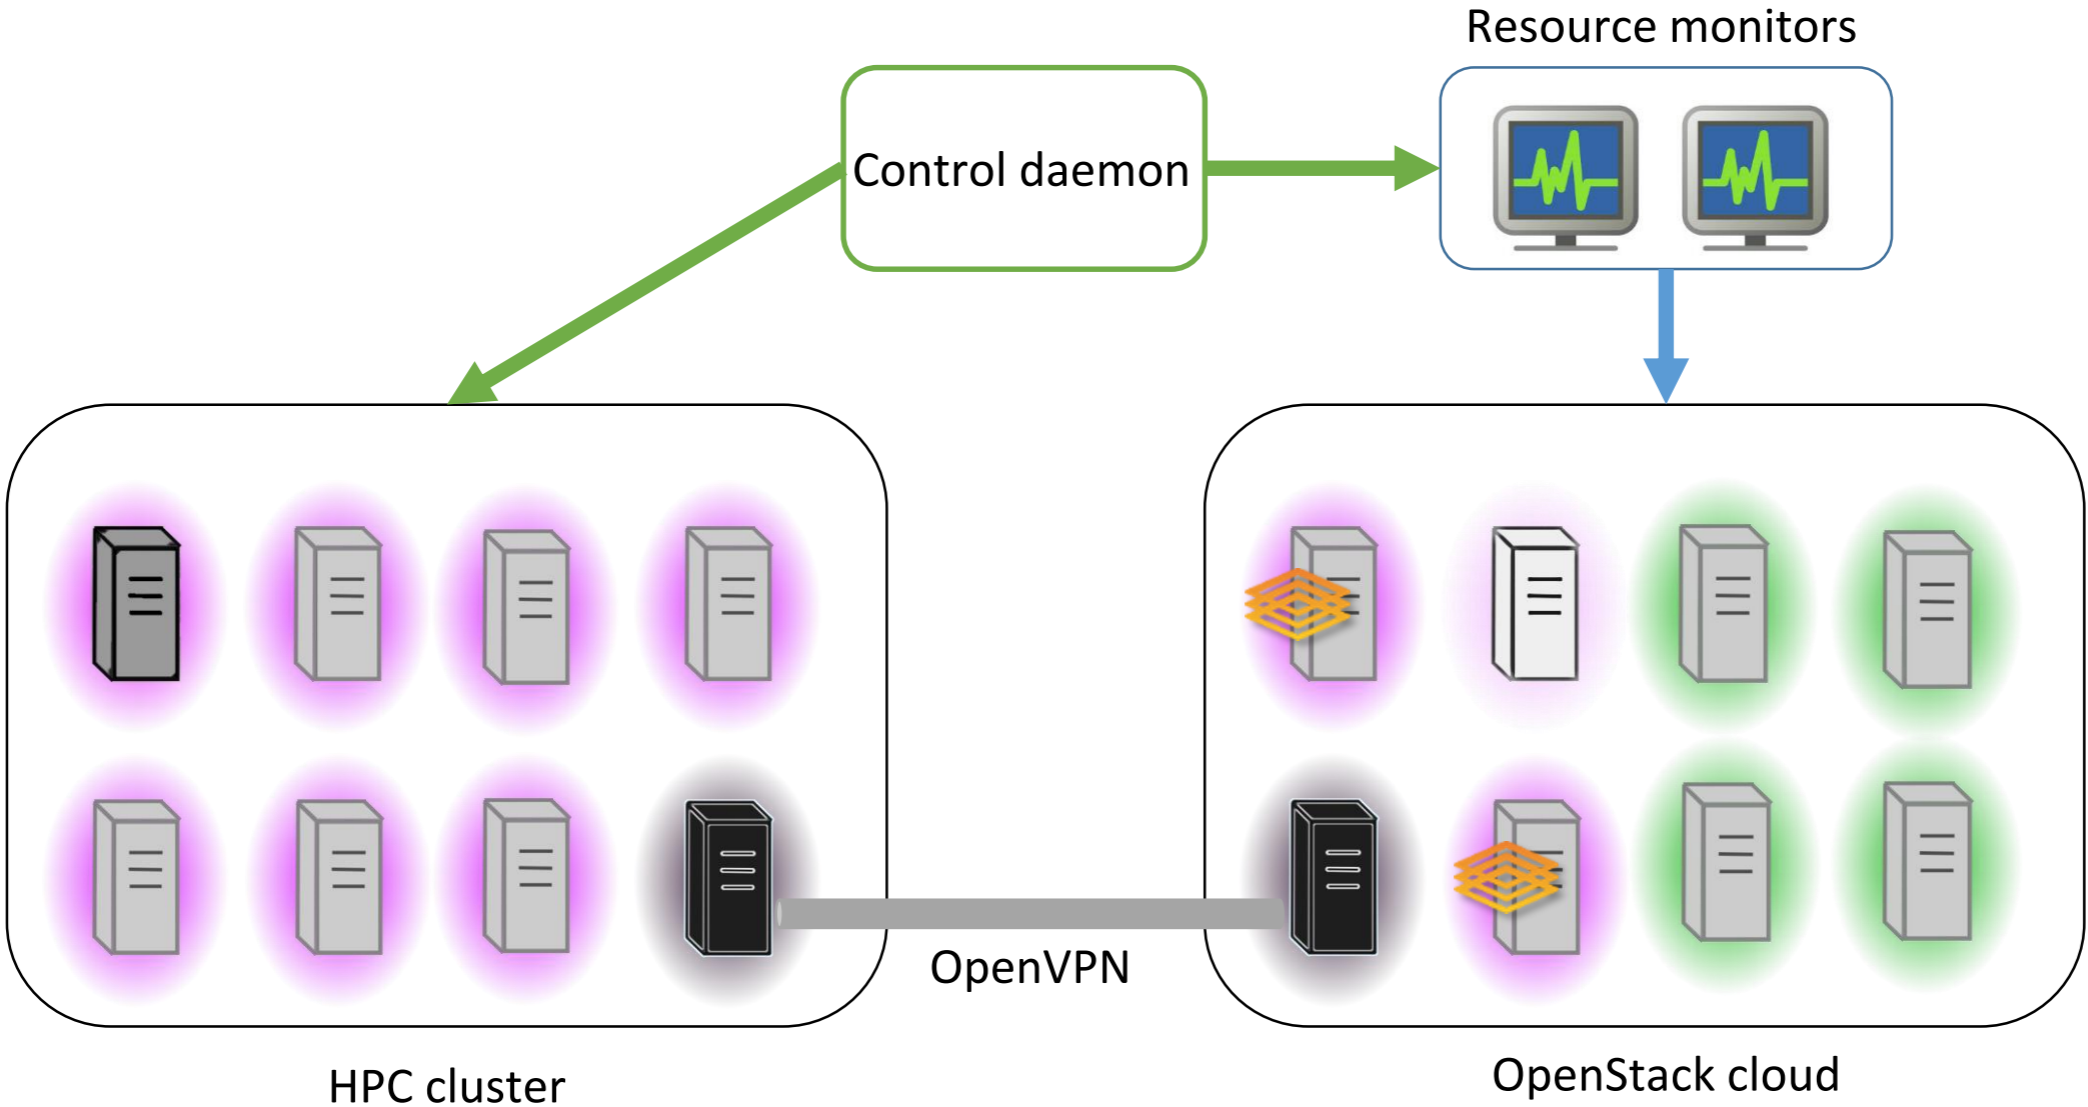 Resource monitors
Control daemon
OpenVPN
HPC cluster
OpenStack cloud